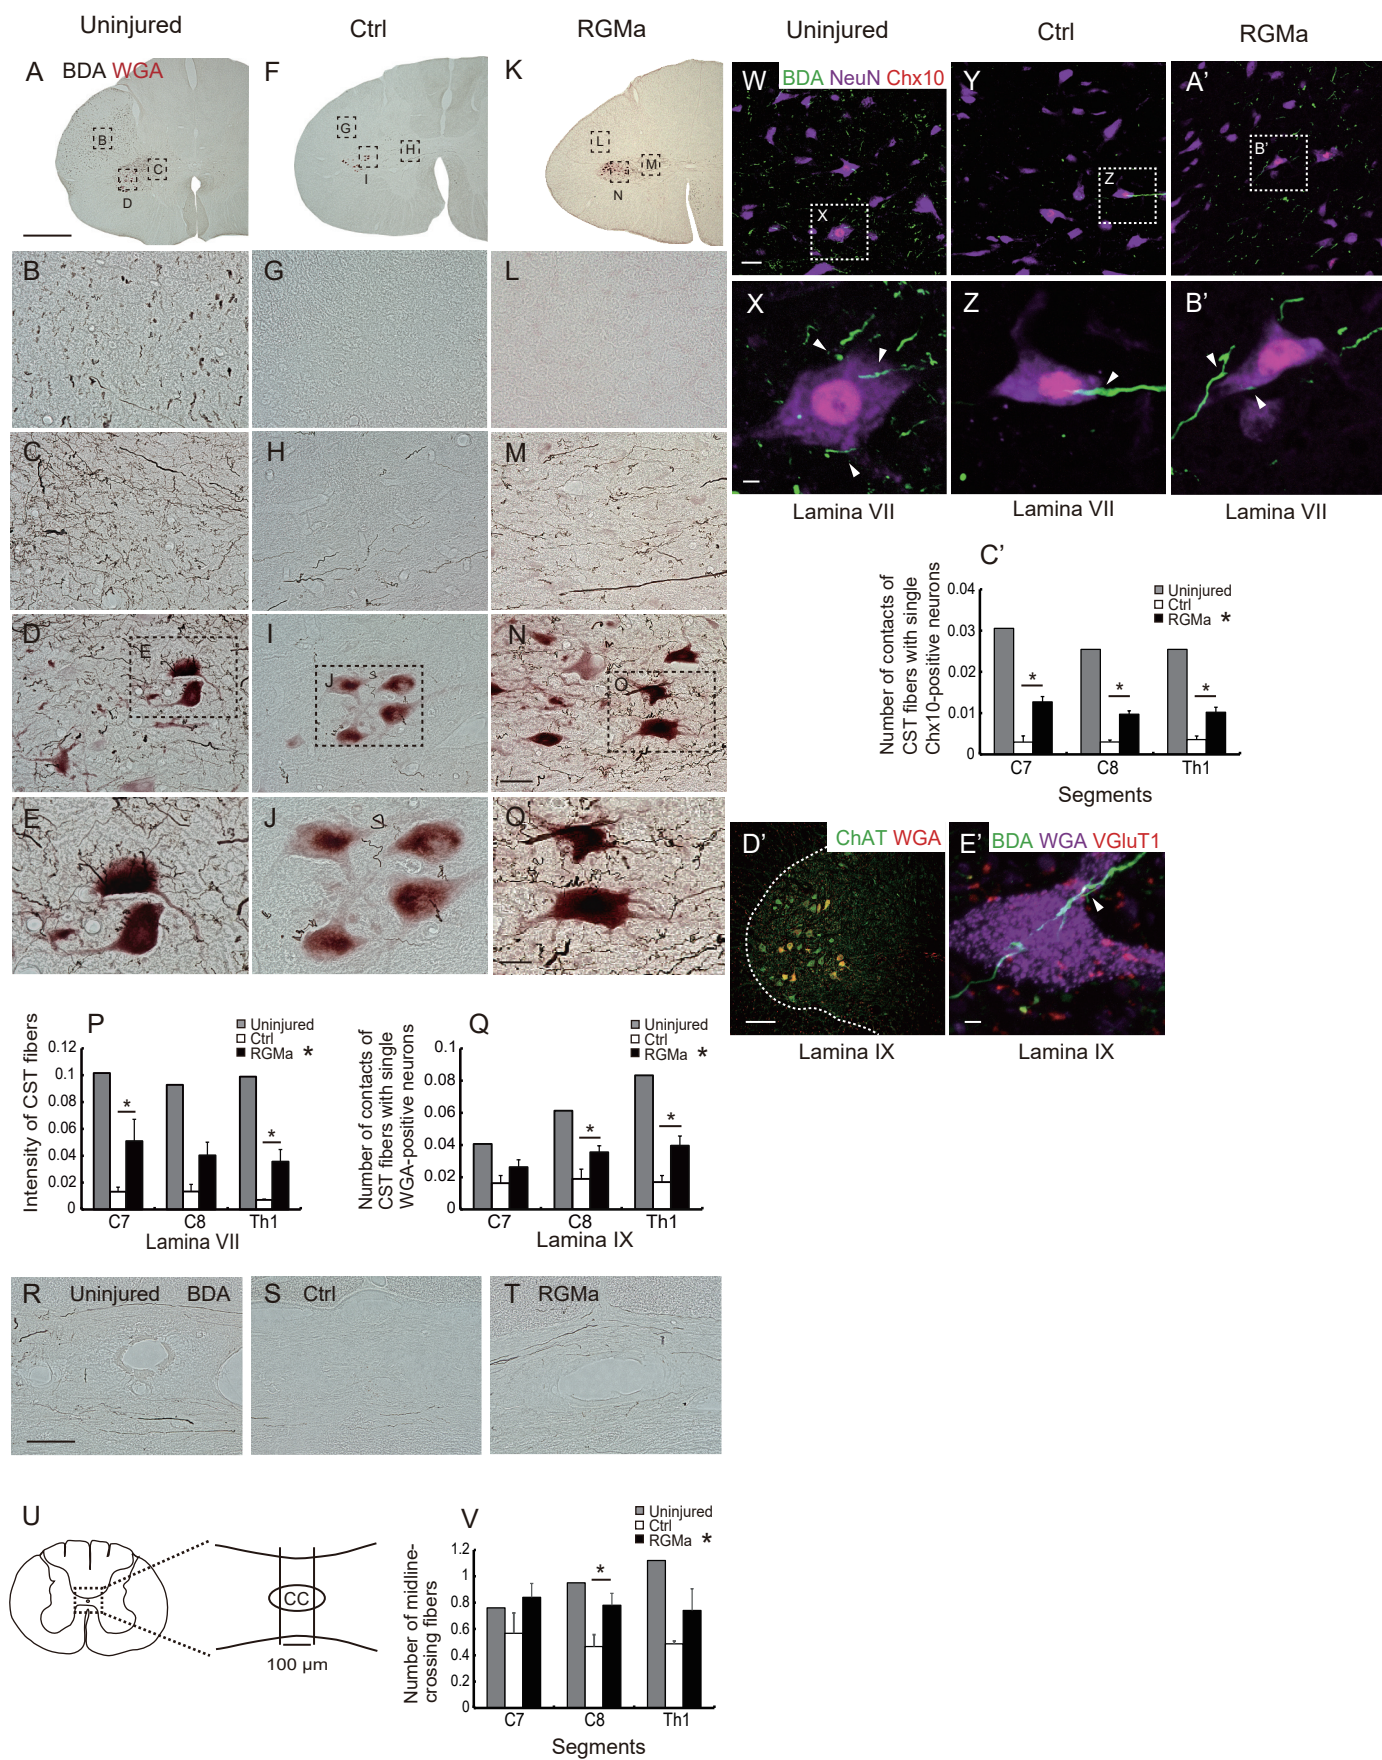 Uninjured
Ctrl
RGMa
A BDA WGA
B
C
D
F
G
H
I
K
L
M
N
B
G
L
C
H
M
D
E
I
J
N
O
E
J
O
P
Uninjured
Ctrl
RGMa *
Intensity of CST fibers
0.12
0.1
0.08
0.06
0.04
0.02
0
*
*
C7 C8 Th1
Lamina VII
Q
Uninjured
Ctrl
RGMa *
Number of contacts of
CST fibers with single
WGA-positive neurons
0.1
0.08
0.06
0.04
0.02
0
*
*
C7 C8 Th1
Lamina IX
R Uninjured BDA
S Ctrl
T RGMa
U
CC
100 μm
V
Uninjured
Ctrl
RGMa *
Number of midline-
crossing fibers
1.2
1
0.8
0.6
0.4
0.2
0
*
C7 C8 Th1
Segments
Uninjured
Ctrl
RGMa
W BDA NeuN Chx10
X
Y
Z
A'
B'
X
Z
B'
Lamina VII
Lamina VII
Lamina VII
C'
Uninjured
Ctrl
RGMa *
Number of contacts of
CST fibers with single
Chx10-positive neurons
0.04
0.03
0.02
0.01
0
*
*
*
C7 C8 Th1
Segments
D' ChAT WGA
E' BDA WGA VGluT1
Lamina IX
Lamina IX